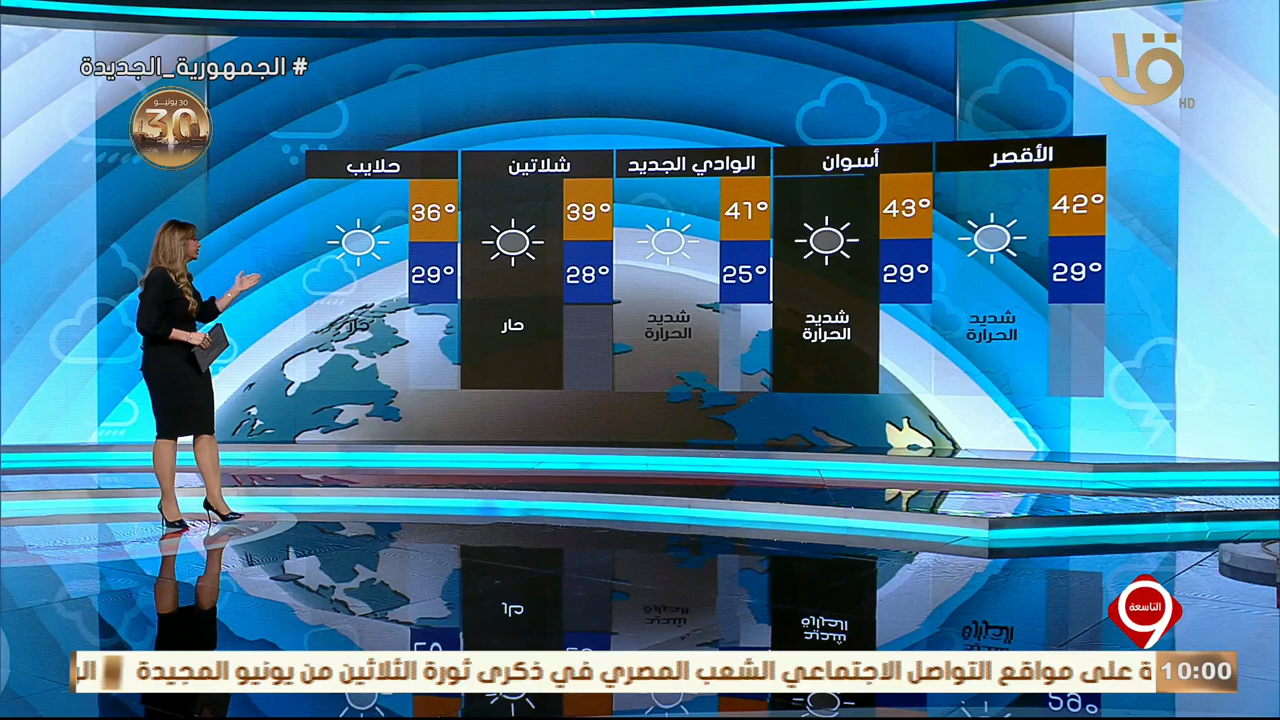 # الجمهورية_الجديدة
HD
30 يونيــو
30
الأقصر
42°
29°
شديد
الحرارة
أسوان
43°
29°
شديد
الحرارة
الوادي الجديد
41°
25°
شديد
الحرارة
شلاتين
39°
28°
حار
حلايب
36°
29°
حار
التاسعة
9
10:00
ة على مواقع التواصل الاجتماعي الشعب المصري في ذكرى ثورة الثلاثين من يونيو المجيدة